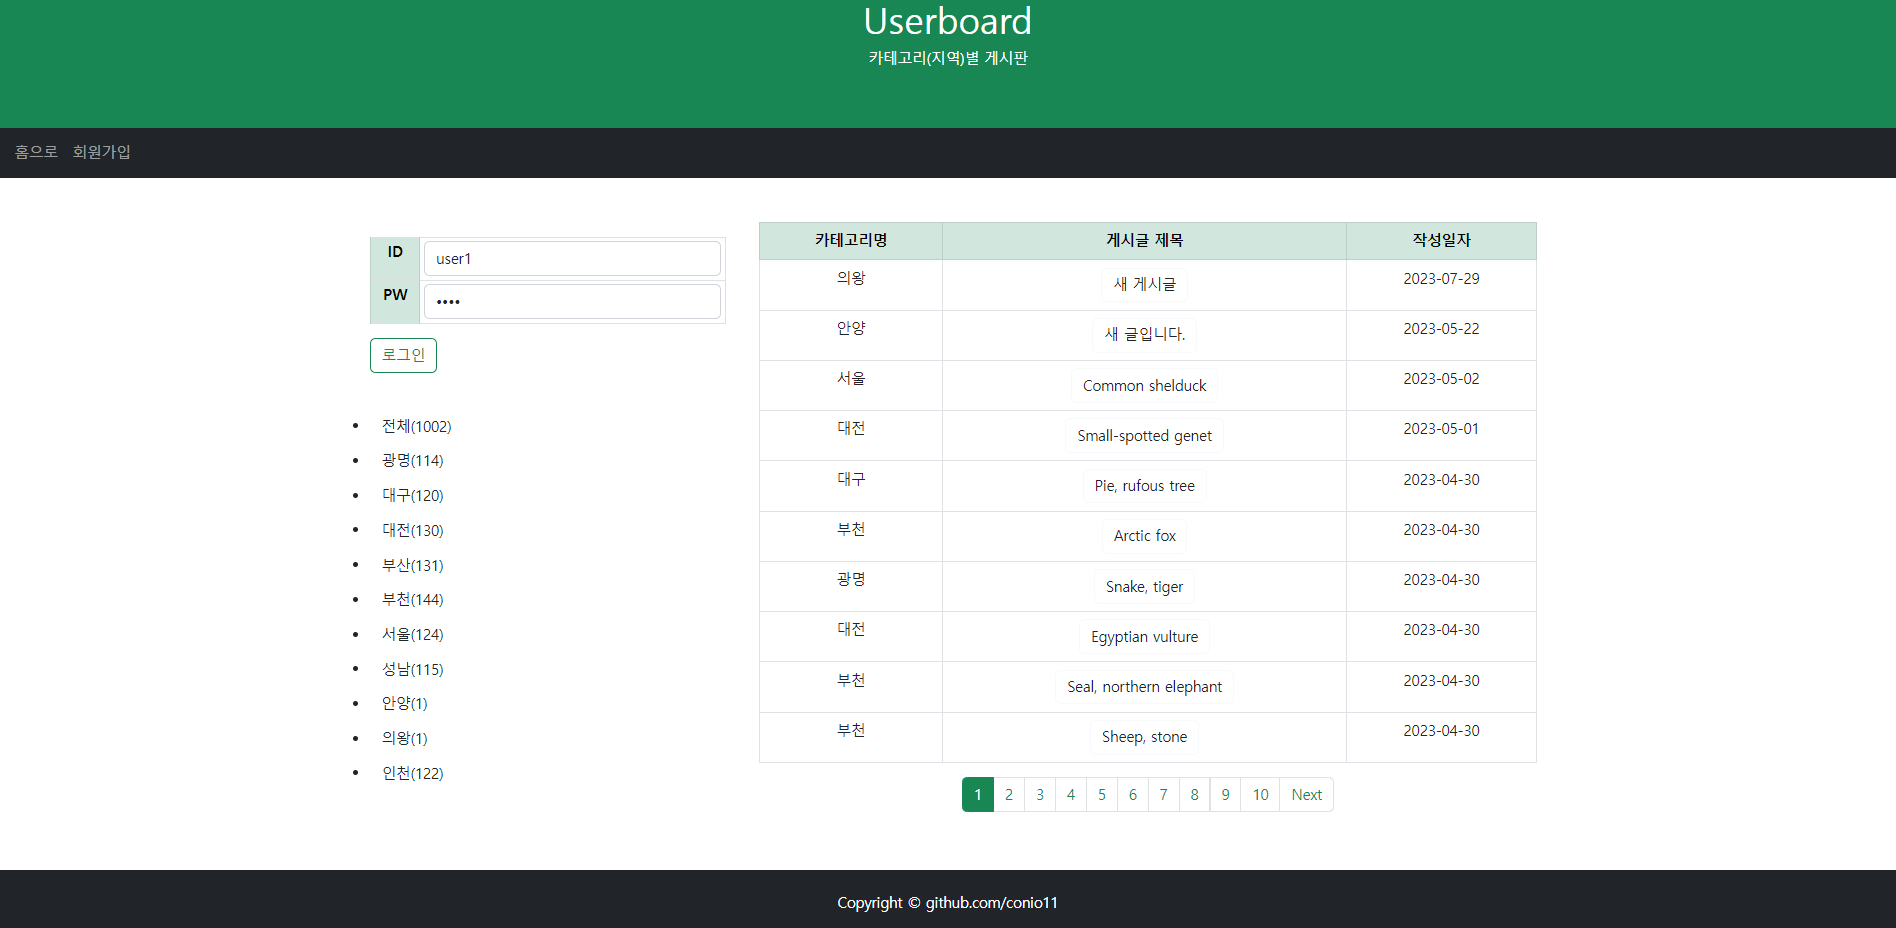 Userboard
카테고리(지역)별 게시판
홈으로 회원가입
ID user1
PW ••••
로그인
전체(1002)
광명(114)
대구(120)
대전(130)
부산(131)
부천(144)
서울(124)
성남(115)
안양(1)
의왕(1)
인천(122)
카테고리명 게시글 제목 작성일자
의왕 새 게시글 2023-07-29
안양 새 글입니다. 2023-05-22
서울 Common shelduck 2023-05-02
대전 Small-spotted genet 2023-05-01
대구 Pie, rufous tree 2023-04-30
부천 Arctic fox 2023-04-30
광명 Snake, tiger 2023-04-30
대전 Egyptian vulture 2023-04-30
부천 Seal, northern elephant 2023-04-30
부천 Sheep, stone 2023-04-30
1 2 3 4 5 6 7 8 9 10 Next
Copyright © github.com/conio11